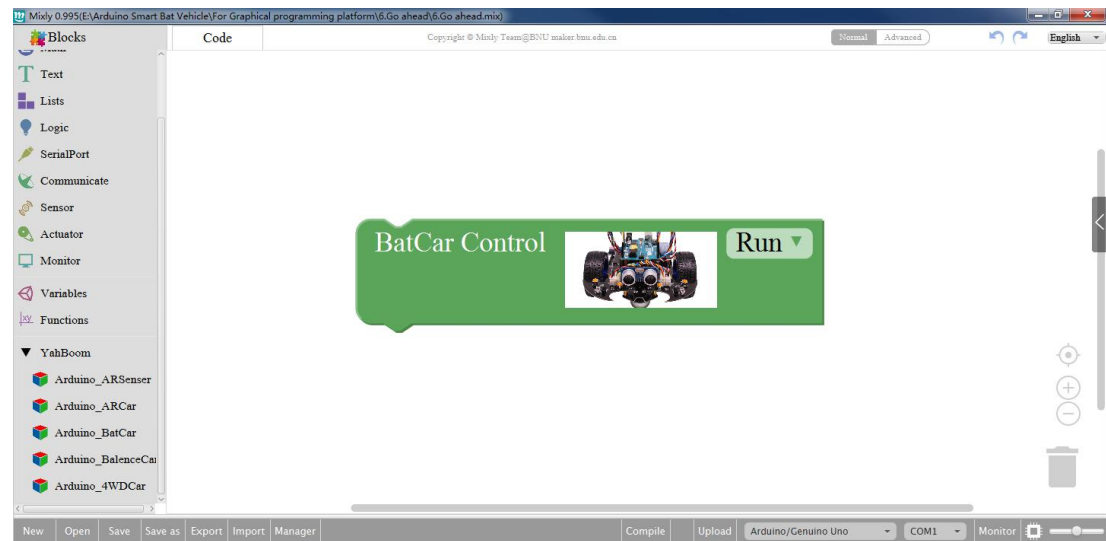 Mixly 0.995(E:\Arduino Smart Bat Vehicle\For Graphical programming platform\6.Go ahead\6.Go ahead.mix)
Blocks
Code
Copyright © Mixly Team@BNU maker.bnu.edu.cn
Normal Advanced
English
Text
Lists
Logic
SerialPort
Communicate
Sensor
Actuator
Monitor
Variables
Functions
YahBoom
Arduino_ARSenser
Arduino_ARCar
Arduino_BatCar
Arduino_BalenceCar
Arduino_4WDCar
BatCar Control Run
New Open Save Save as Export Import Manager Compile Upload Arduino/Genuino Uno COM1 Monitor